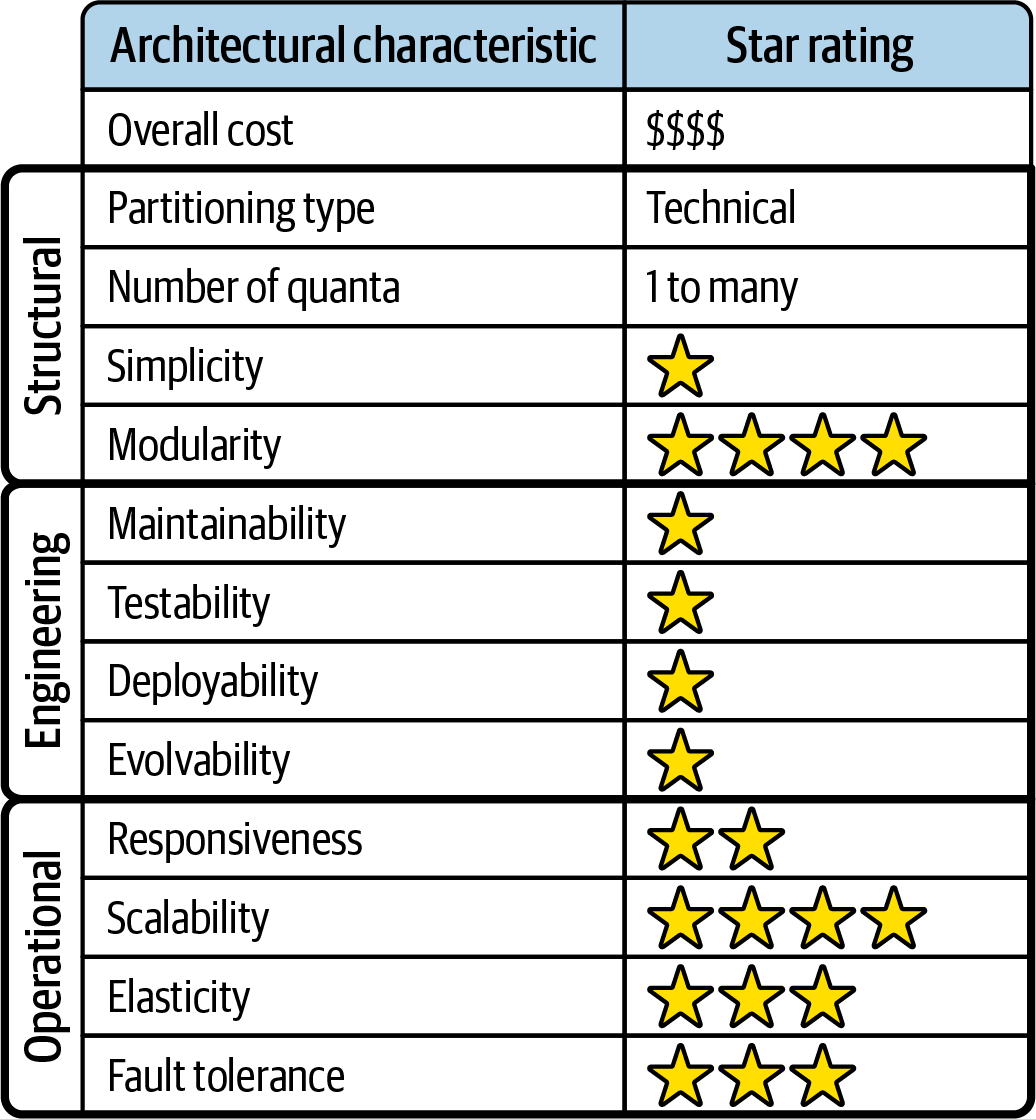 Architectural characteristic Star rating
Overall cost $$$$
Structural
Partitioning type Technical
Number of quanta 1 to many
Simplicity
Modularity
Engineering
Maintainability
Testability
Deployability
Evolvability
Operational
Responsiveness
Scalability
Elasticity
Fault tolerance